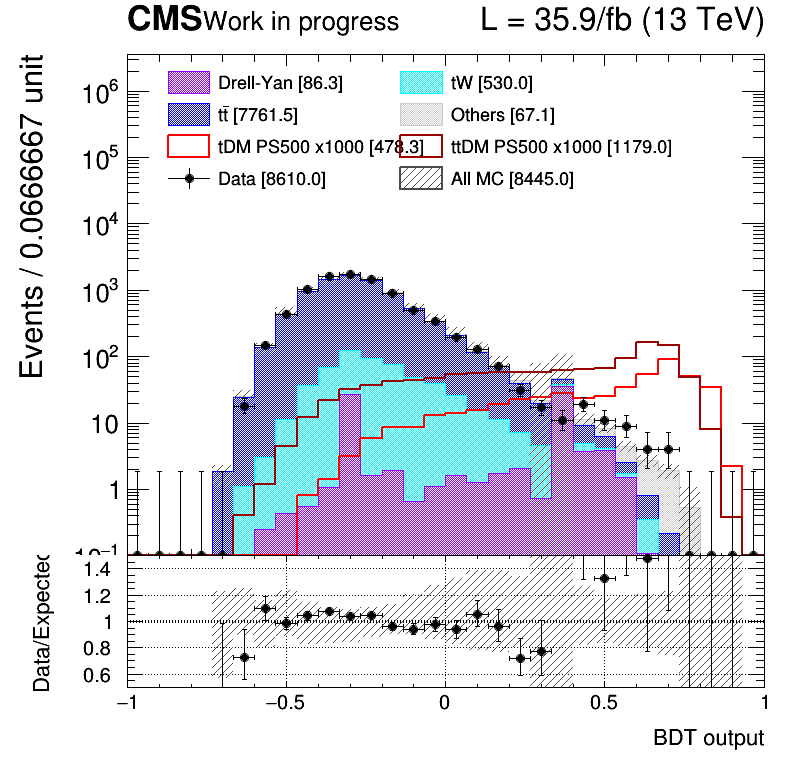 CMS Work in progress L = 35.9/fb (13 TeV)
Events / 0.0666667 unit
Drell-Yan [86.3] tW [530.0]
tt̄ [7761.5] Others [67.1]
tDM PS500 x1000 [478.3] ttDM PS500 x1000 [1179.0]
Data [8610.0] All MC [8445.0]
10⁶
10⁵
10⁴
10³
10²
10
1
10⁻¹
Data/Expected
1.4
1.2
1
0.8
0.6
−1 −0.5 0 0.5 1
BDT output